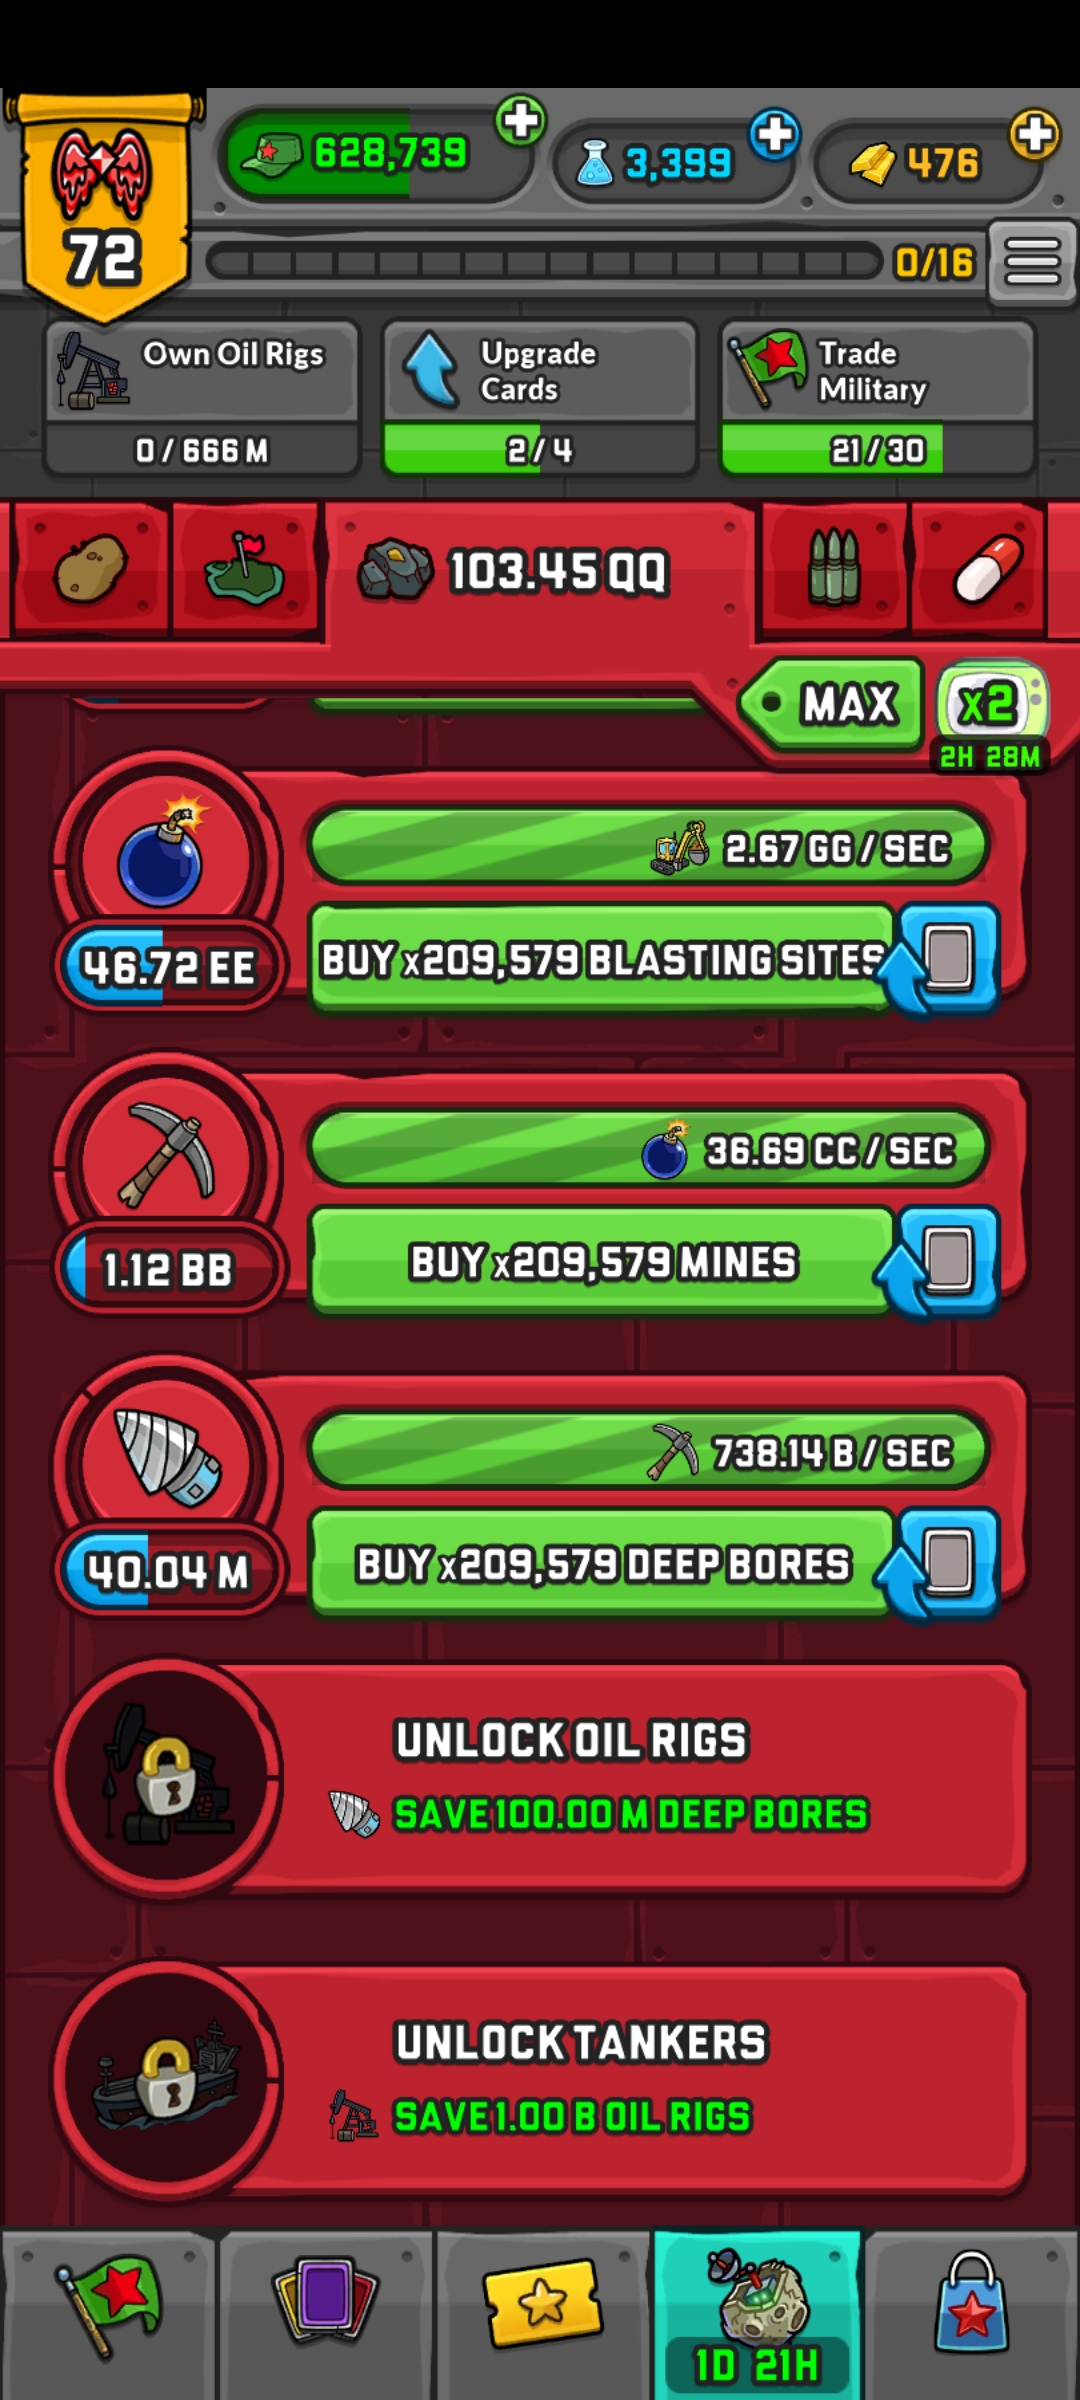 628,739
3,399
476
72
0/16
Own Oil Rigs
0 / 666 M
Upgrade
Cards
2 / 4
Trade
Military
21 / 30
103.45 QQ
MAX
x2
2H 28M
2.67 GG / SEC
46.72 EE
BUY x209,579 BLASTING SITES
36.69 CC / SEC
1.12 BB
BUY x209,579 MINES
738.14 B / SEC
40.04 M
BUY x209,579 DEEP BORES
UNLOCK OIL RIGS
SAVE 100.00 M DEEP BORES
UNLOCK TANKERS
SAVE 1.00 B OIL RIGS
1D 21H